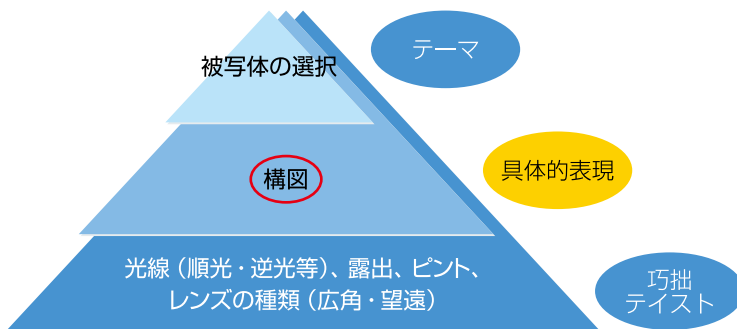 被写体の選択
テーマ
構図
具体的表現
光線（順光・逆光等）、露出、ピント、
レンズの種類（広角・望遠）
巧拙
テイスト